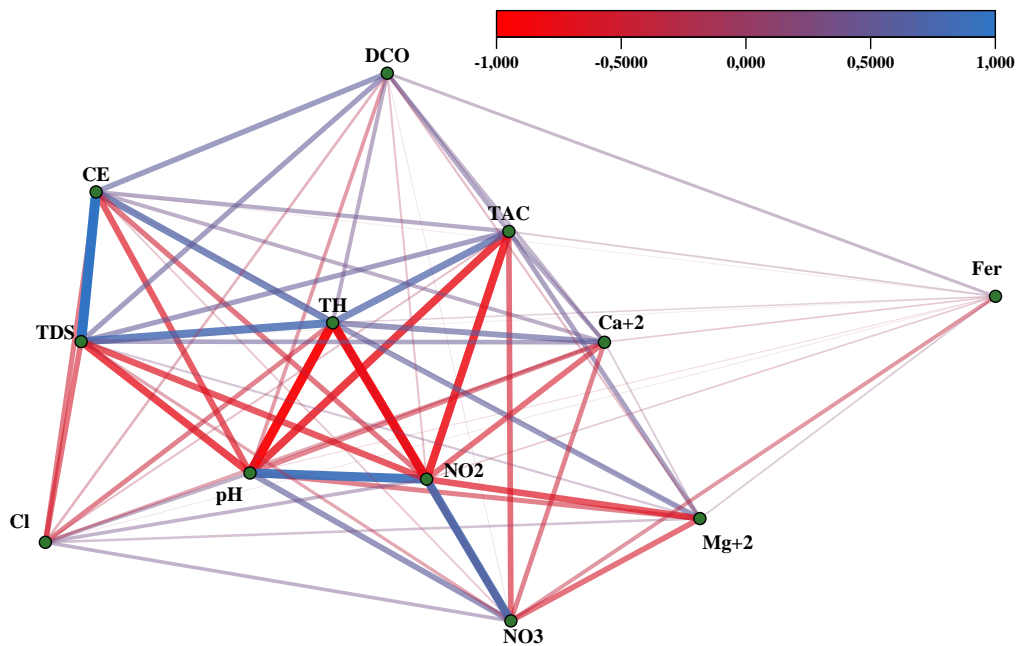 -1,000 -0,5000 0,000 0,5000 1,000
DCO
CE
TAC
Fer
TH
Ca+2
TDS
NO2
pH
Cl
Mg+2
NO3